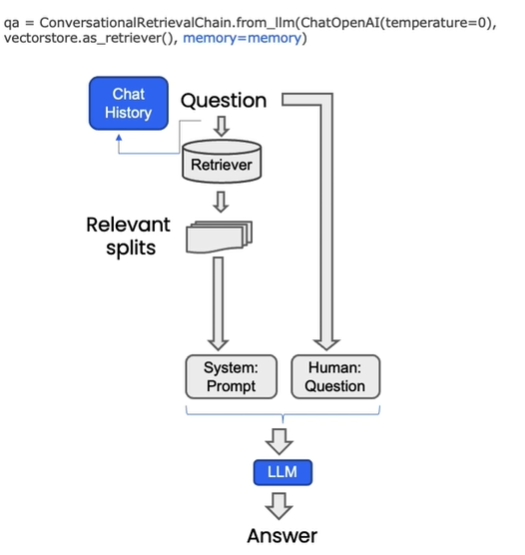 qa = ConversationalRetrievalChain.from_llm(ChatOpenAI(temperature=0),
vectorstore.as_retriever(), memory=memory)
Chat
History
Question
Retriever
Relevant
splits
System:
Prompt
Human:
Question
LLM
Answer